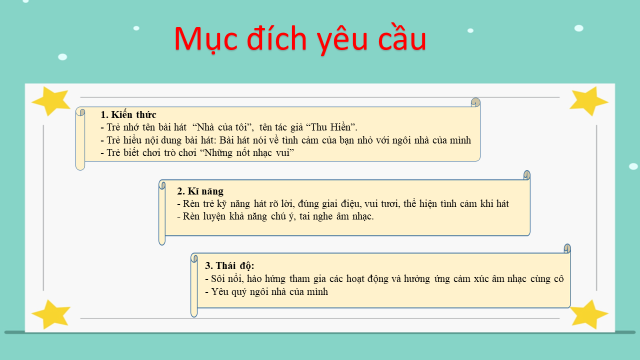 Mục đích yêu cầu
1. Kiến thức
- Trẻ nhớ tên bài hát “Nhà của tôi”, tên tác giả “Thu Hiền”.
- Trẻ hiểu nội dung bài hát: Bài hát nói về tình cảm của bạn nhỏ với ngôi nhà của mình
- Trẻ biết chơi trò chơi “Những nốt nhạc vui”
2. Kĩ năng
- Rèn trẻ kỹ năng hát rõ lời, đúng giai điệu, vui tươi, thể hiện tình cảm khi hát
- Rèn luyện khả năng chú ý, tai nghe âm nhạc.
3. Thái độ:
- Sôi nổi, hào hứng tham gia các hoạt động và hưởng ứng cảm xúc âm nhạc cùng cô
- Yêu quý ngôi nhà của mình